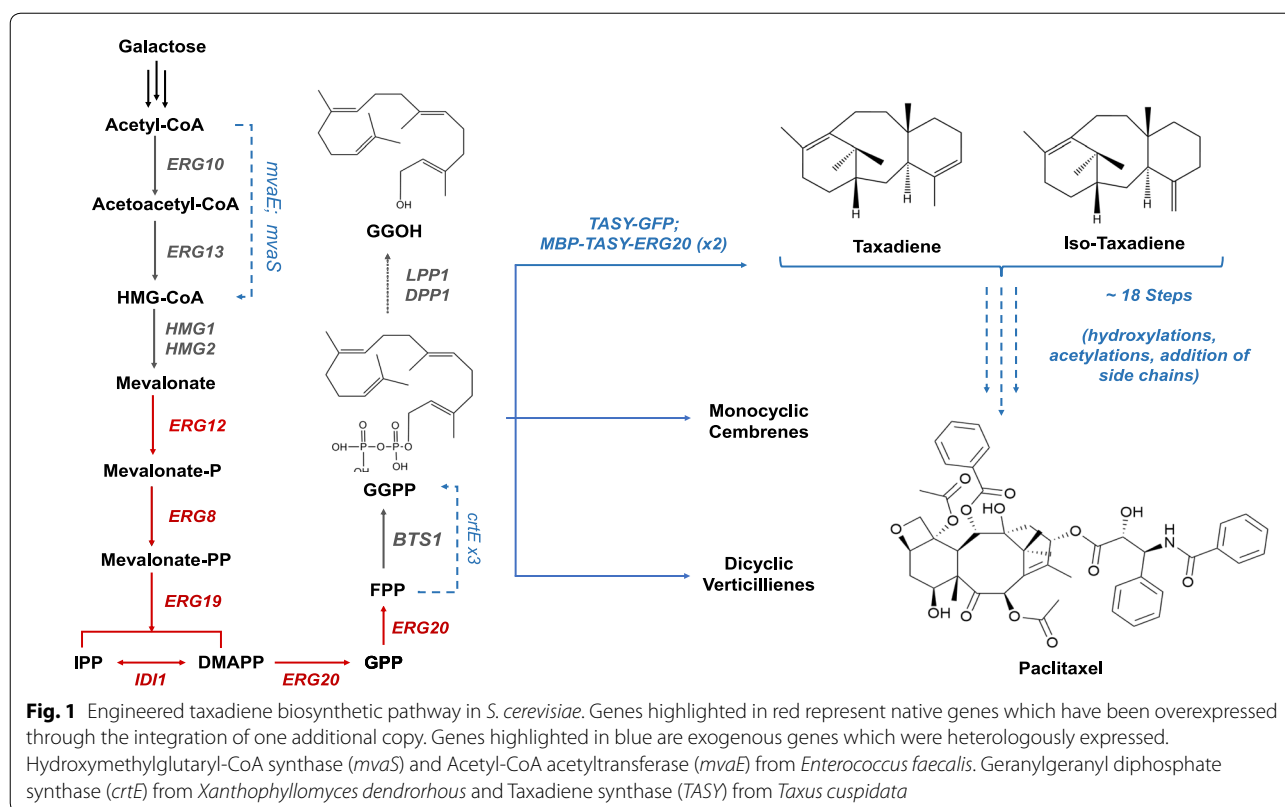 Galactose
Acetyl-CoA
ERG10
mvaE; mvaS
Acetoacetyl-CoA
ERG13
HMG-CoA
HMG1
HMG2
Mevalonate
ERG12
Mevalonate-P
ERG8
Mevalonate-PP
ERG19
IPP
DMAPP
IDI1
ERG20
GPP
ERG20
FPP
BTS1
crtE x3
GGPP
O O
OH P O P O
OH OH
LPP1
DPP1
GGOH
OH
TASY-GFP;
MBP-TASY-ERG20 (x2)
H H
Taxadiene
H H
Iso-Taxadiene
~ 18 Steps
(hydroxylations,
acetylations, addition of
side chains)
Monocyclic
Cembrenes
Dicyclic
Verticillienes
O O
O O HO
O O OH
O H
N
O O
OH O O
O
Paclitaxel
Fig. 1 Engineered taxadiene biosynthetic pathway in S. cerevisiae. Genes highlighted in red represent native genes which have been overexpressed
through the integration of one additional copy. Genes highlighted in blue are exogenous genes which were heterologously expressed.
Hydroxymethylglutaryl-CoA synthase (mvaS) and Acetyl-CoA acetyltransferase (mvaE) from Enterococcus faecalis. Geranylgeranyl diphosphate
synthase (crtE) from Xanthophyllomyces dendrorhous and Taxadiene synthase (TASY) from Taxus cuspidata